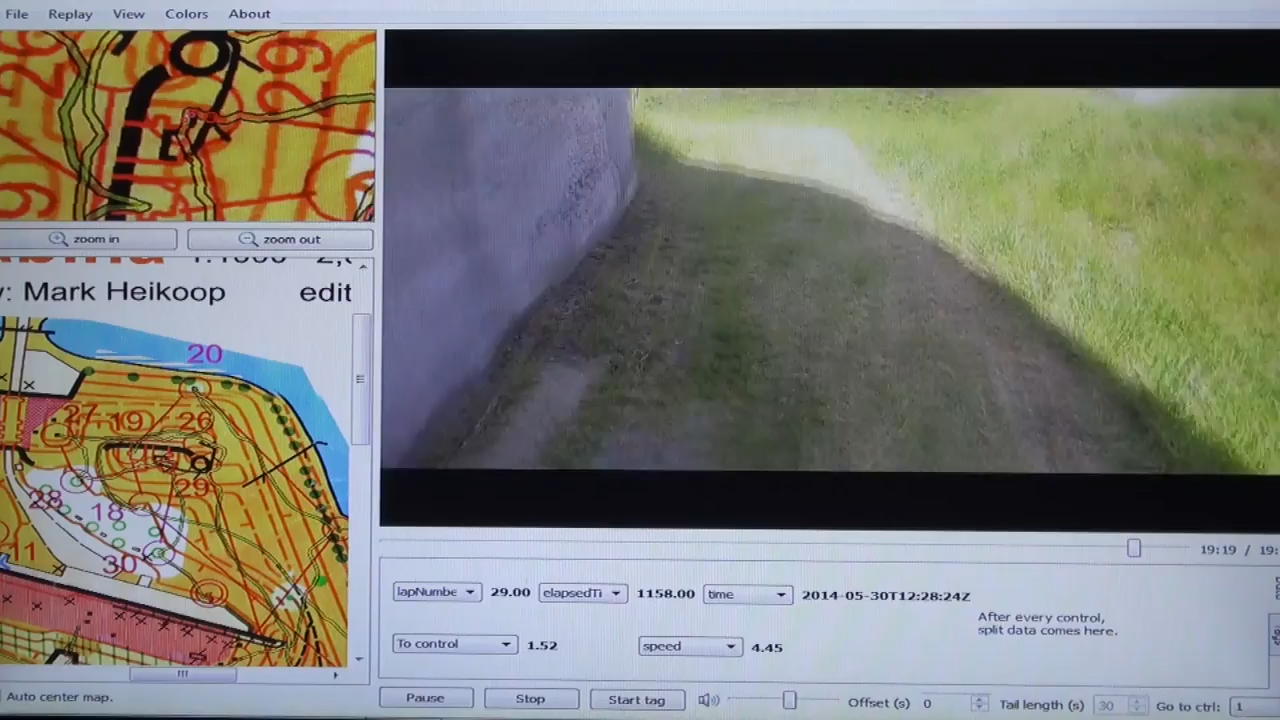 File Replay View Colors About
29
zoom in zoom out
1:1000
y: Mark Heikoop edit
20
27 19 26
29
28 18
11 30
19:19 / 19:
lapNumbe 29.00 elapsedTi 1158.00 time 2014-05-30T12:28:24Z
After every control,
split data comes here.
To control 1.52 speed 4.45
Auto center map.
Pause Stop Start tag Offset (s) 0 Tail length (s) 30 Go to ctrl: 1